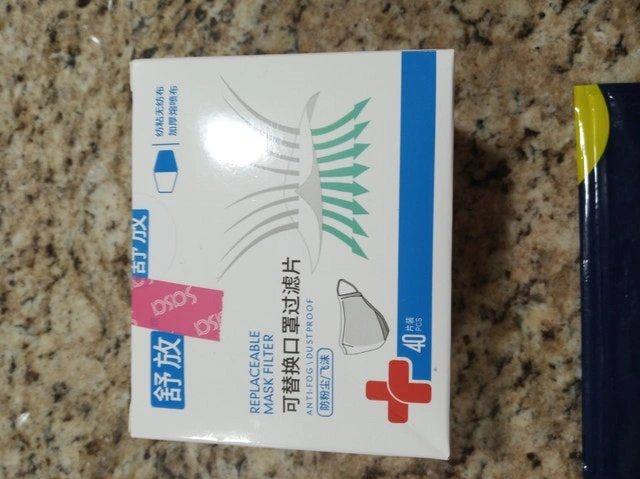 纺粘无纺布
加厚熔喷布
舒放
sasa
sasa
舒放
REPLACEABLE
MASK FILTER
可替换口罩过滤片
ANTI-FOG \ DUSTPROOF
防粉尘/飞沫
40片装
PCS